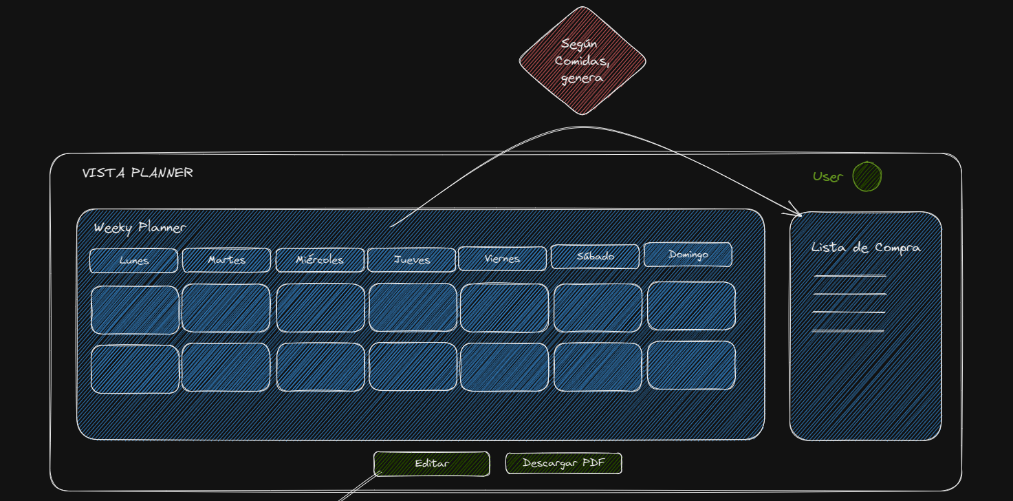 Según
Comidas,
genera
VISTA PLANNER
User
Weeky Planner
Lunes
Martes
Miércoles
Jueves
Viernes
Sábado
Domingo
Lista de Compra
Editar
Descargar PDF